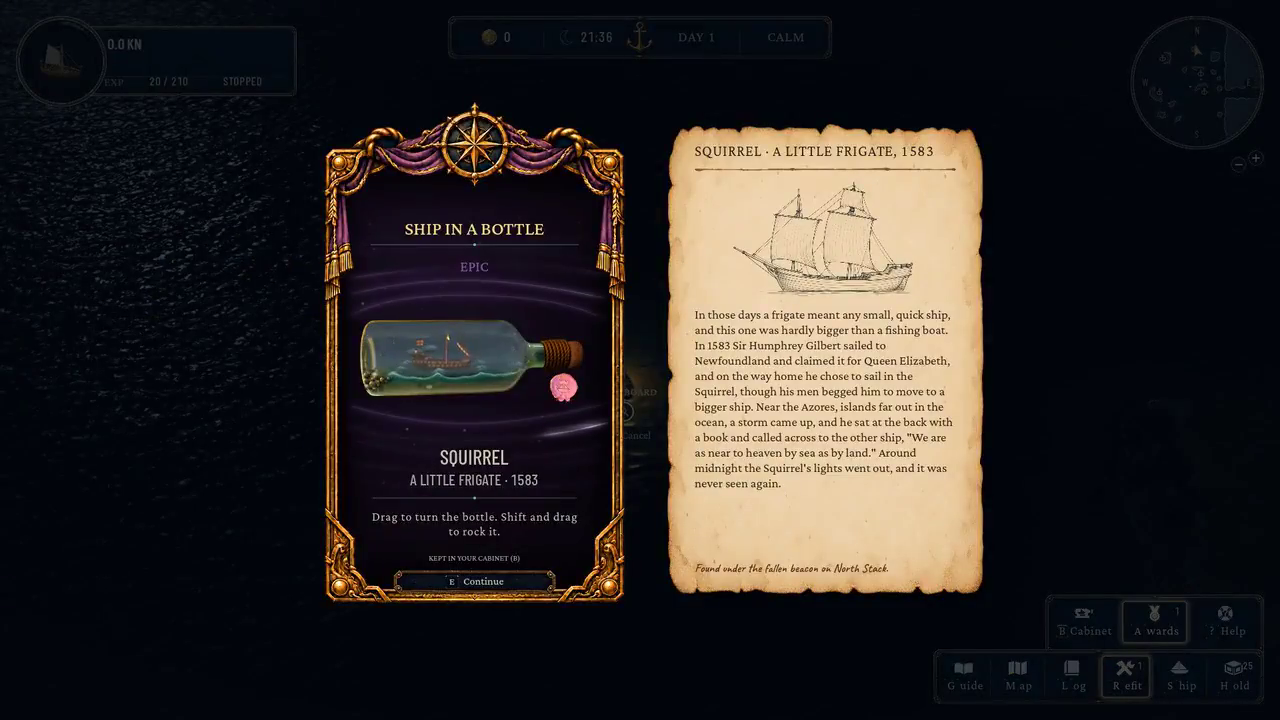 0.0 KN
EXP 20 / 210 STOPPED
0 21:36 DAY 1 CALM
N
SHIP IN A BOTTLE
EPIC
SQUIRREL
A LITTLE FRIGATE · 1583
Drag to turn the bottle. Shift and drag
to rock it.
KEPT IN YOUR CABINET (B)
E Continue
SQUIRREL · A LITTLE FRIGATE, 1583
In those days a frigate meant any small, quick ship,
and this one was hardly bigger than a fishing boat.
In 1583 Sir Humphrey Gilbert sailed to
Newfoundland and claimed it for Queen Elizabeth,
and on the way home he chose to sail in the
Squirrel, though his men begged him to move to a
bigger ship. Near the Azores, islands far out in the
ocean, a storm came up, and he sat at the back with
a book and called across to the other ship, "We are
as near to heaven by sea as by land." Around
midnight the Squirrel's lights went out, and it was
never seen again.
Found under the fallen beacon on North Stack.
Cancel
B Cabinet A wards 1 ? Help
G uide M ap L og R efit 1 S hip H old 25